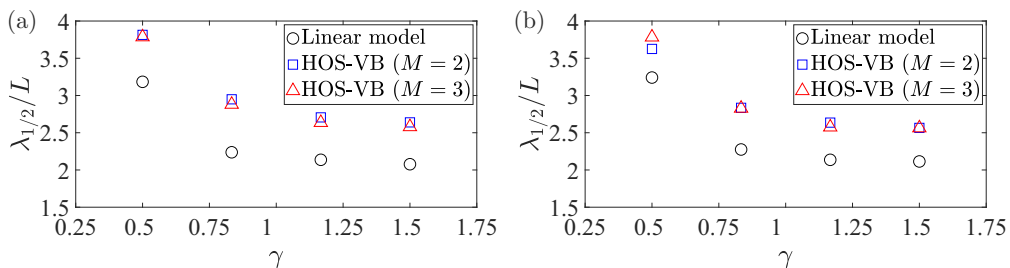 (a)
4
3.5
3
2.5
2
1.5
λ1/2/L
0.25 0.5 0.75 1 1.25 1.5 1.75
γ
Linear model
HOS-VB (M = 2)
HOS-VB (M = 3)
(b)
4
3.5
3
2.5
2
1.5
λ1/2/L
0.25 0.5 0.75 1 1.25 1.5 1.75
γ
Linear model
HOS-VB (M = 2)
HOS-VB (M = 3)